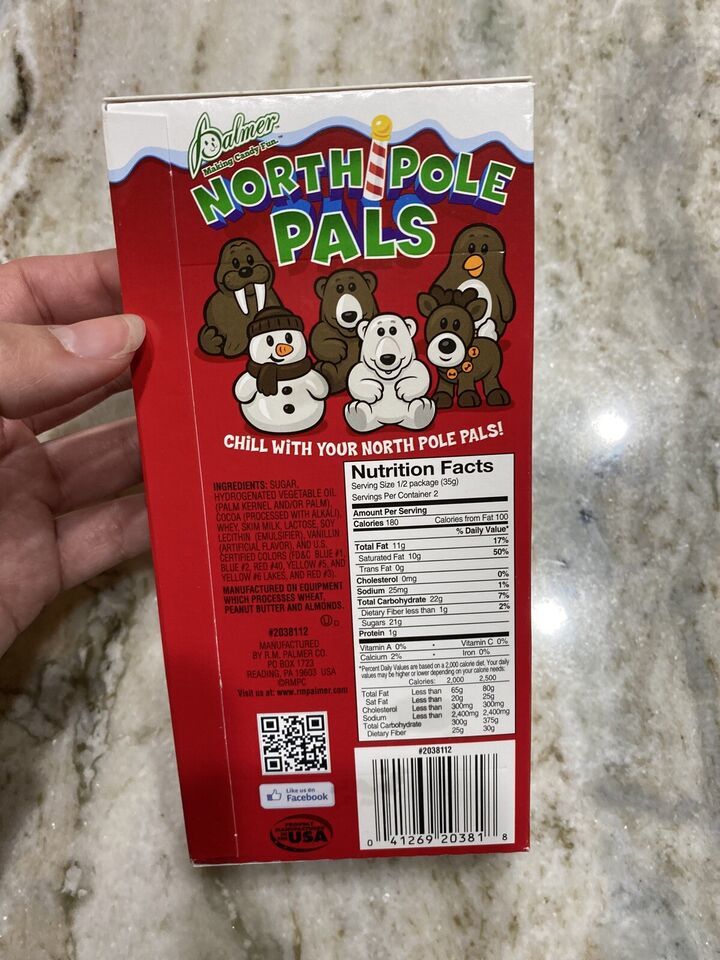 Palmer
Making Candy Fun.™
NORTH POLE
PALS
CHiLL WiTH YOUR NORTH POLE PALS!
INGREDIENTS: SUGAR,
HYDROGENATED VEGETABLE OIL
(PALM KERNEL AND/OR PALM),
COCOA (PROCESSED WITH ALKALI),
WHEY, SKIM MILK, LACTOSE, SOY
LECITHIN (EMULSIFIER), VANILLIN
(ARTIFICIAL FLAVOR), AND U.S.
CERTIFIED COLORS (FD&C BLUE #1,
BLUE #2, RED #40, YELLOW #5, AND
YELLOW #6 LAKES, AND RED #3).
MANUFACTURED ON EQUIPMENT
WHICH PROCESSES WHEAT,
PEANUT BUTTER AND ALMONDS.
U D
#2038112
MANUFACTURED
BY R.M. PALMER CO.
PO BOX 1723
READING, PA 19603 USA
©RMPC
Visit us at: www.rmpalmer.com
Like us on
Facebook
PROUDLY
MANUFACTURED
IN THE USA
Nutrition Facts
Serving Size 1/2 package (35g)
Servings Per Container 2
Amount Per Serving
Calories 180 Calories from Fat 100
% Daily Value*
Total Fat 11g 17%
Saturated Fat 10g 50%
Trans Fat 0g
Cholesterol 0mg 0%
Sodium 25mg 1%
Total Carbohydrate 22g 7%
Dietary Fiber less than 1g 2%
Sugars 21g
Protein 1g
Vitamin A 0% • Vitamin C 0%
Calcium 2% • Iron 0%
*Percent Daily Values are based on a 2,000 calorie diet. Your daily
values may be higher or lower depending on your calorie needs:
Calories: 2,000 2,500
Total Fat Less than 65g 80g
Sat Fat Less than 20g 25g
Cholesterol Less than 300mg 300mg
Sodium Less than 2,400mg 2,400mg
Total Carbohydrate 300g 375g
Dietary Fiber 25g 30g
#2038112
0 41269 20381 8